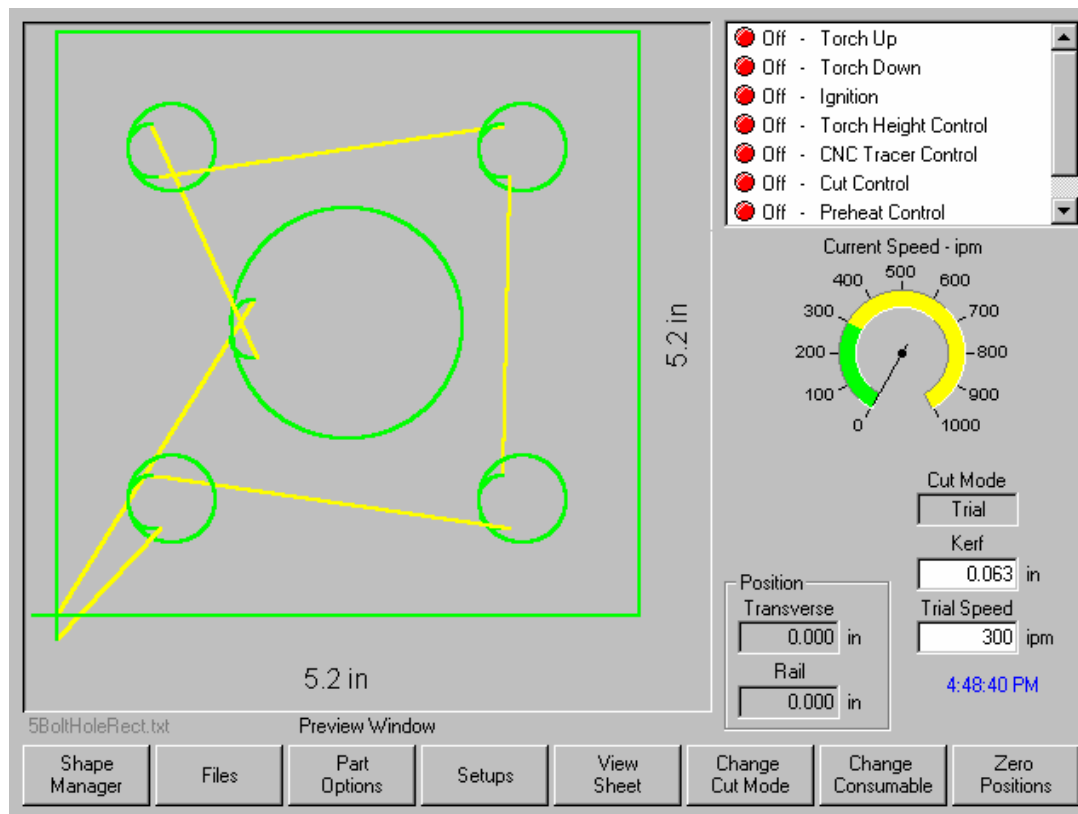 Off - Torch Up
Off - Torch Down
Off - Ignition
Off - Torch Height Control
Off - CNC Tracer Control
Off - Cut Control
Off - Preheat Control
Current Speed - ipm
0
100
200
300
400
500
600
700
800
900
1000
5.2 in
5.2 in
Cut Mode
Trial
Kerf
0.063 in
Trial Speed
300 ipm
4:48:40 PM
Position
Transverse
0.000 in
Rail
0.000 in
5BoltHoleRect.txt
Preview Window
Shape
Manager
Files
Part
Options
Setups
View
Sheet
Change
Cut Mode
Change
Consumable
Zero
Positions